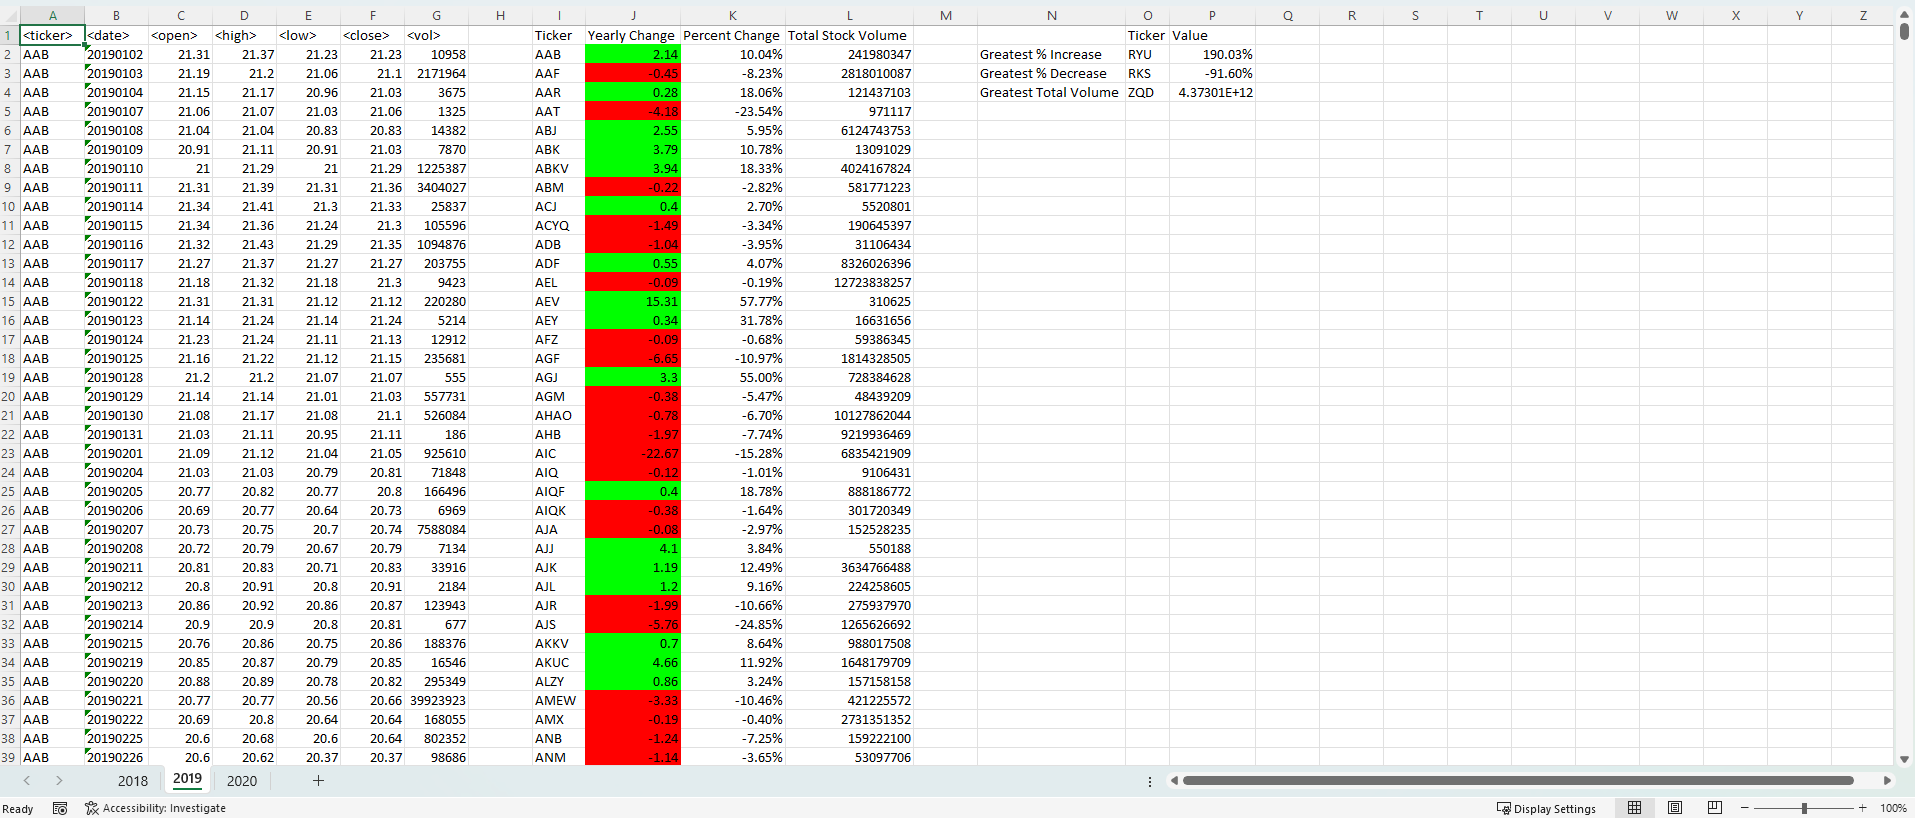 A B C D E F G H I J K L M N O P Q R S T U V W X Y Z
1 <ticker> <date> <open> <high> <low> <close> <vol> Ticker Yearly Change Percent Change Total Stock Volume Ticker Value
2 AAB 20190102 21.31 21.37 21.23 21.23 10958 AAB 2.14 10.04% 241980347 Greatest % Increase RYU 190.03%
3 AAB 20190103 21.19 21.2 21.06 21.1 2171964 AAF -0.45 -8.23% 2818010087 Greatest % Decrease RKS -91.60%
4 AAB 20190104 21.15 21.17 20.96 21.03 3675 AAR 0.28 18.06% 121437103 Greatest Total Volume ZQD 4.37301E+12
5 AAB 20190107 21.06 21.07 21.03 21.06 1325 AAT -4.18 -23.54% 971117
6 AAB 20190108 21.04 21.04 20.83 20.83 14382 ABJ 2.55 5.95% 6124743753
7 AAB 20190109 20.91 21.11 20.91 21.03 7870 ABK 3.79 10.78% 13091029
8 AAB 20190110 21 21.29 21 21.29 1225387 ABKV 3.94 18.33% 4024167824
9 AAB 20190111 21.31 21.39 21.31 21.36 3404027 ABM -0.22 -2.82% 581771223
10 AAB 20190114 21.34 21.41 21.3 21.33 25837 ACJ 0.4 2.70% 5520801
11 AAB 20190115 21.34 21.36 21.24 21.3 105596 ACYQ -1.49 -3.34% 190645397
12 AAB 20190116 21.32 21.43 21.29 21.35 1094876 ADB -1.04 -3.95% 31106434
13 AAB 20190117 21.27 21.37 21.27 21.27 203755 ADF 0.55 4.07% 8326026396
14 AAB 20190118 21.18 21.32 21.18 21.3 9423 AEL -0.09 -0.19% 12723838257
15 AAB 20190122 21.31 21.31 21.12 21.12 220280 AEV 15.31 57.77% 310625
16 AAB 20190123 21.14 21.24 21.14 21.24 5214 AEY 0.34 31.78% 16631656
17 AAB 20190124 21.23 21.24 21.11 21.13 12912 AFZ -0.09 -0.68% 59386345
18 AAB 20190125 21.16 21.22 21.12 21.15 235681 AGF -6.65 -10.97% 1814328505
19 AAB 20190128 21.2 21.2 21.07 21.07 555 AGJ 3.3 55.00% 728384628
20 AAB 20190129 21.14 21.14 21.01 21.03 557731 AGM -0.38 -5.47% 48439209
21 AAB 20190130 21.08 21.17 21.08 21.1 526084 AHAO -0.78 -6.70% 10127862044
22 AAB 20190131 21.03 21.11 20.95 21.11 186 AHB -1.97 -7.74% 9219936469
23 AAB 20190201 21.09 21.12 21.04 21.05 925610 AIC -22.67 -15.28% 6835421909
24 AAB 20190204 21.03 21.03 20.79 20.81 71848 AIQ -0.12 -1.01% 9106431
25 AAB 20190205 20.77 20.82 20.77 20.8 166496 AIQF 0.4 18.78% 888186772
26 AAB 20190206 20.69 20.77 20.64 20.73 6969 AIQK -0.38 -1.64% 301720349
27 AAB 20190207 20.73 20.75 20.7 20.74 7588084 AJA -0.08 -2.97% 152528235
28 AAB 20190208 20.72 20.79 20.67 20.79 7134 AJJ 4.1 3.84% 550188
29 AAB 20190211 20.81 20.83 20.71 20.83 33916 AJK 1.19 12.49% 3634766488
30 AAB 20190212 20.8 20.91 20.8 20.91 2184 AJL 1.2 9.16% 224258605
31 AAB 20190213 20.86 20.92 20.86 20.87 123943 AJR -1.99 -10.66% 275937970
32 AAB 20190214 20.9 20.9 20.8 20.81 677 AJS -5.76 -24.85% 1265626692
33 AAB 20190215 20.76 20.86 20.75 20.86 188376 AKKV 0.7 8.64% 988017508
34 AAB 20190219 20.85 20.87 20.79 20.85 16546 AKUC 4.66 11.92% 1648179709
35 AAB 20190220 20.88 20.89 20.78 20.82 295349 ALZY 0.86 3.24% 157158158
36 AAB 20190221 20.77 20.77 20.56 20.66 39923923 AMEW -3.33 -10.46% 421225572
37 AAB 20190222 20.69 20.8 20.64 20.64 168055 AMX -0.19 -0.40% 2731351352
38 AAB 20190225 20.6 20.68 20.6 20.64 802352 ANB -1.24 -7.25% 159222100
39 AAB 20190226 20.6 20.62 20.37 20.37 98686 ANM -1.14 -3.65% 53097706
2018 2019 2020
Ready Accessibility: Investigate Display Settings 100%